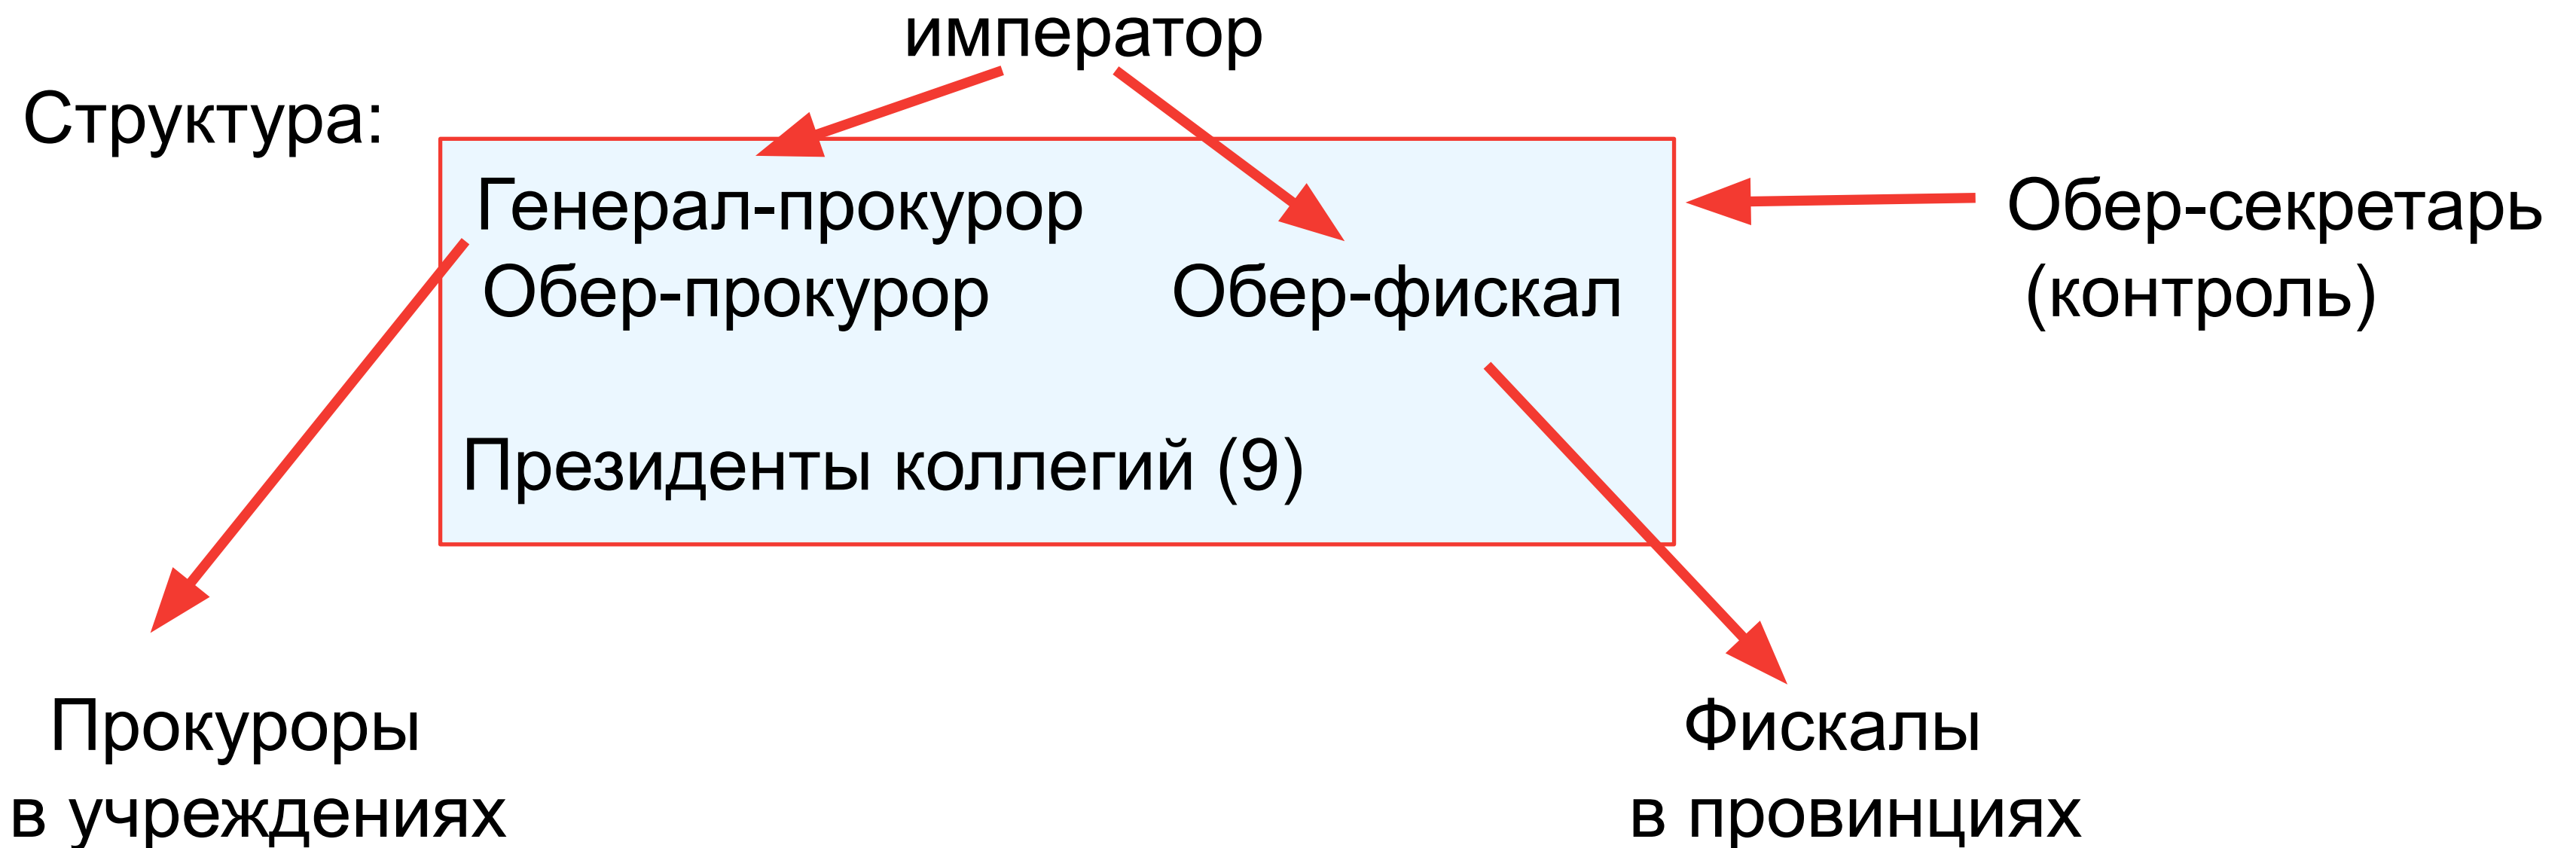 император
Структура:
Генерал-прокурор
Обер-прокурор
Обер-фискал
Президенты коллегий (9)
Обер-секретарь
(контроль)
Прокуроры
в учреждениях
Фискалы
в провинциях